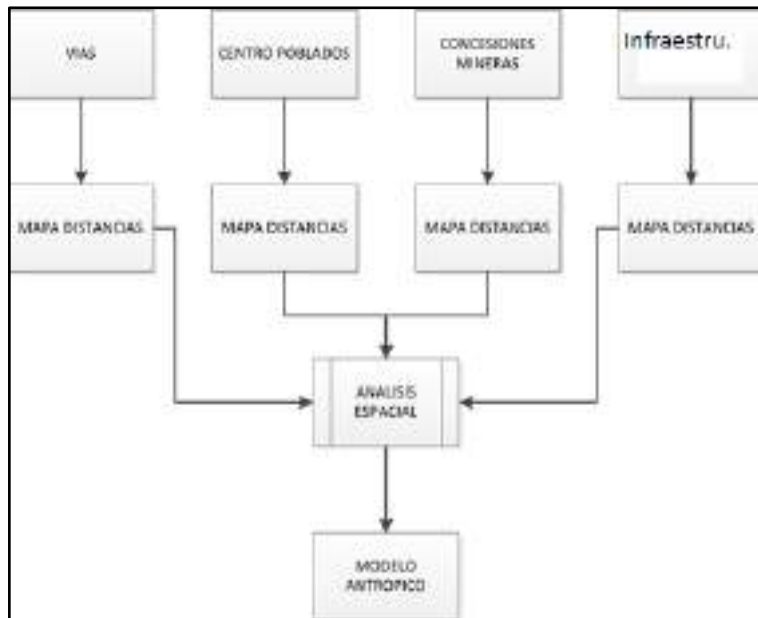 VIAS
CENTRO POBLADOS
CONCESIONES
MINERAS
Infraestru.
MAPA DISTANCIAS
MAPA DISTANCIAS
MAPA DISTANCIAS
MAPA DISTANCIAS
ANALISIS
ESPACIAL
MODELO
ANTROPICO